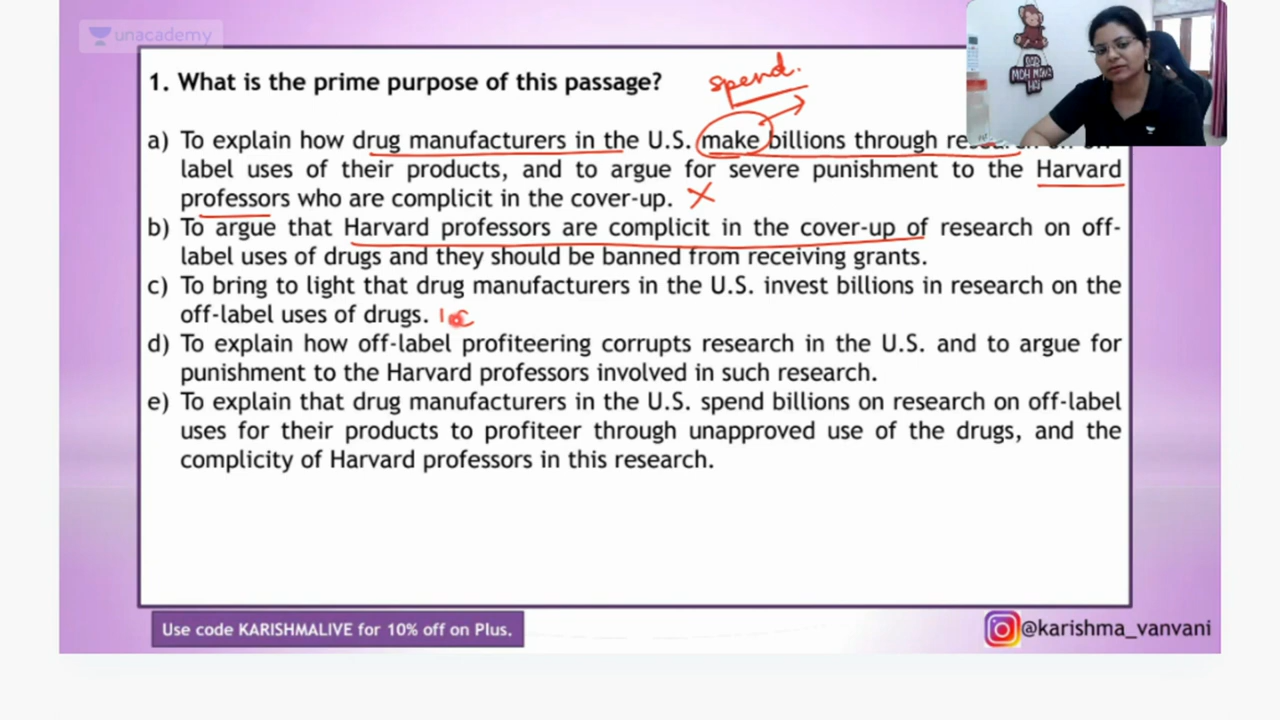 unacademy
1. What is the prime purpose of this passage?
spend.
a) To explain how drug manufacturers in the U.S. make billions through
label uses of their products, and to argue for severe punishment to the Harvard
professors who are complicit in the cover-up. X
b) To argue that Harvard professors are complicit in the cover-up of research on off-
label uses of drugs and they should be banned from receiving grants.
c) To bring to light that drug manufacturers in the U.S. invest billions in research on the
off-label uses of drugs.
d) To explain how off-label profiteering corrupts research in the U.S. and to argue for
punishment to the Harvard professors involved in such research.
e) To explain that drug manufacturers in the U.S. spend billions on research on off-label
uses for their products to profiteer through unapproved use of the drugs, and the
complicity of Harvard professors in this research.
Use code KARISHMALIVE for 10% off on Plus.
@karishma_vanvani